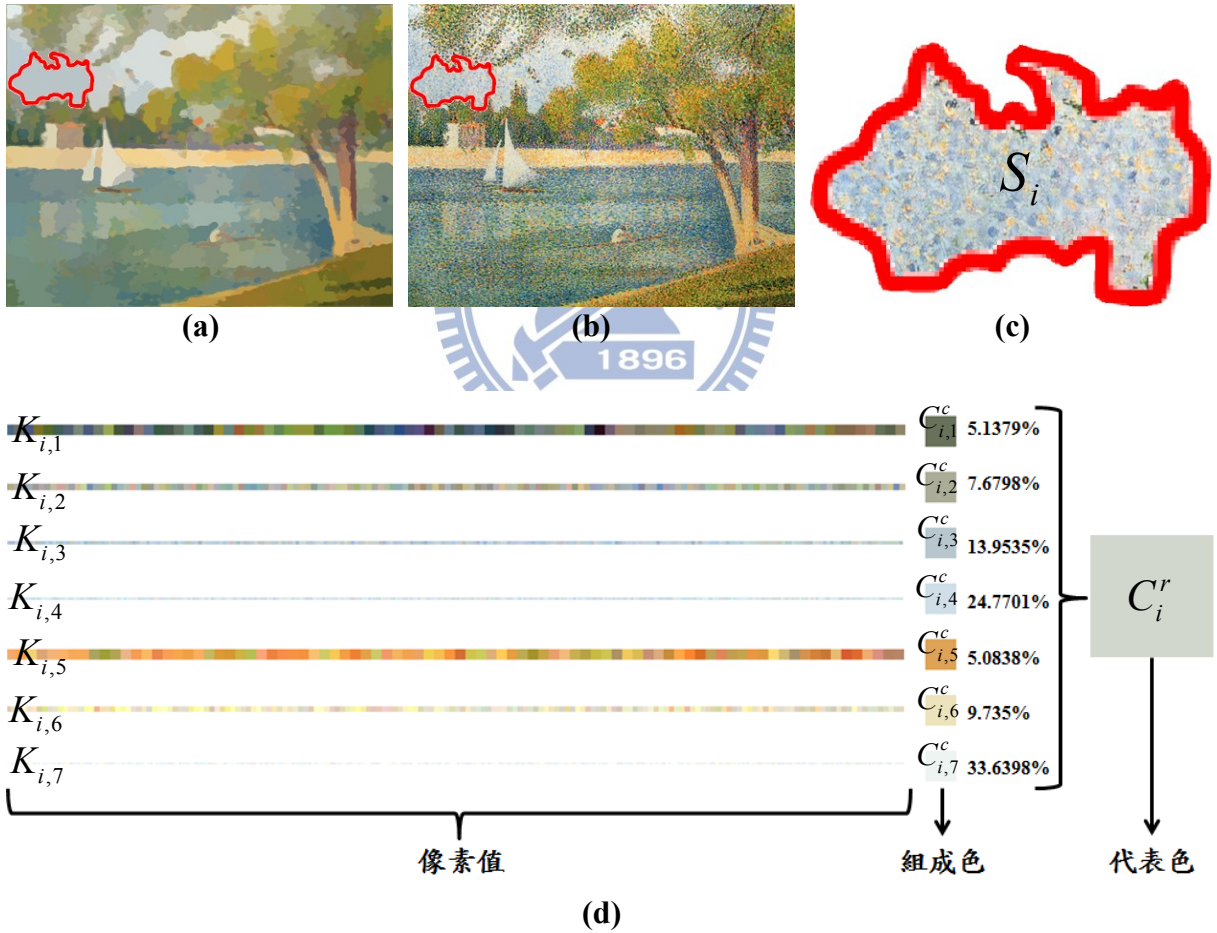 S_i
(a) (b) (c)
1896
K_{i,1} C^c_{i,1} 5.1379%
K_{i,2} C^c_{i,2} 7.6798%
K_{i,3} C^c_{i,3} 13.9535%
K_{i,4} C^c_{i,4} 24.7701%
C^r_i
K_{i,5} C^c_{i,5} 5.0838%
K_{i,6} C^c_{i,6} 9.735%
K_{i,7} C^c_{i,7} 33.6398%
像素值 組成色 代表色
(d)